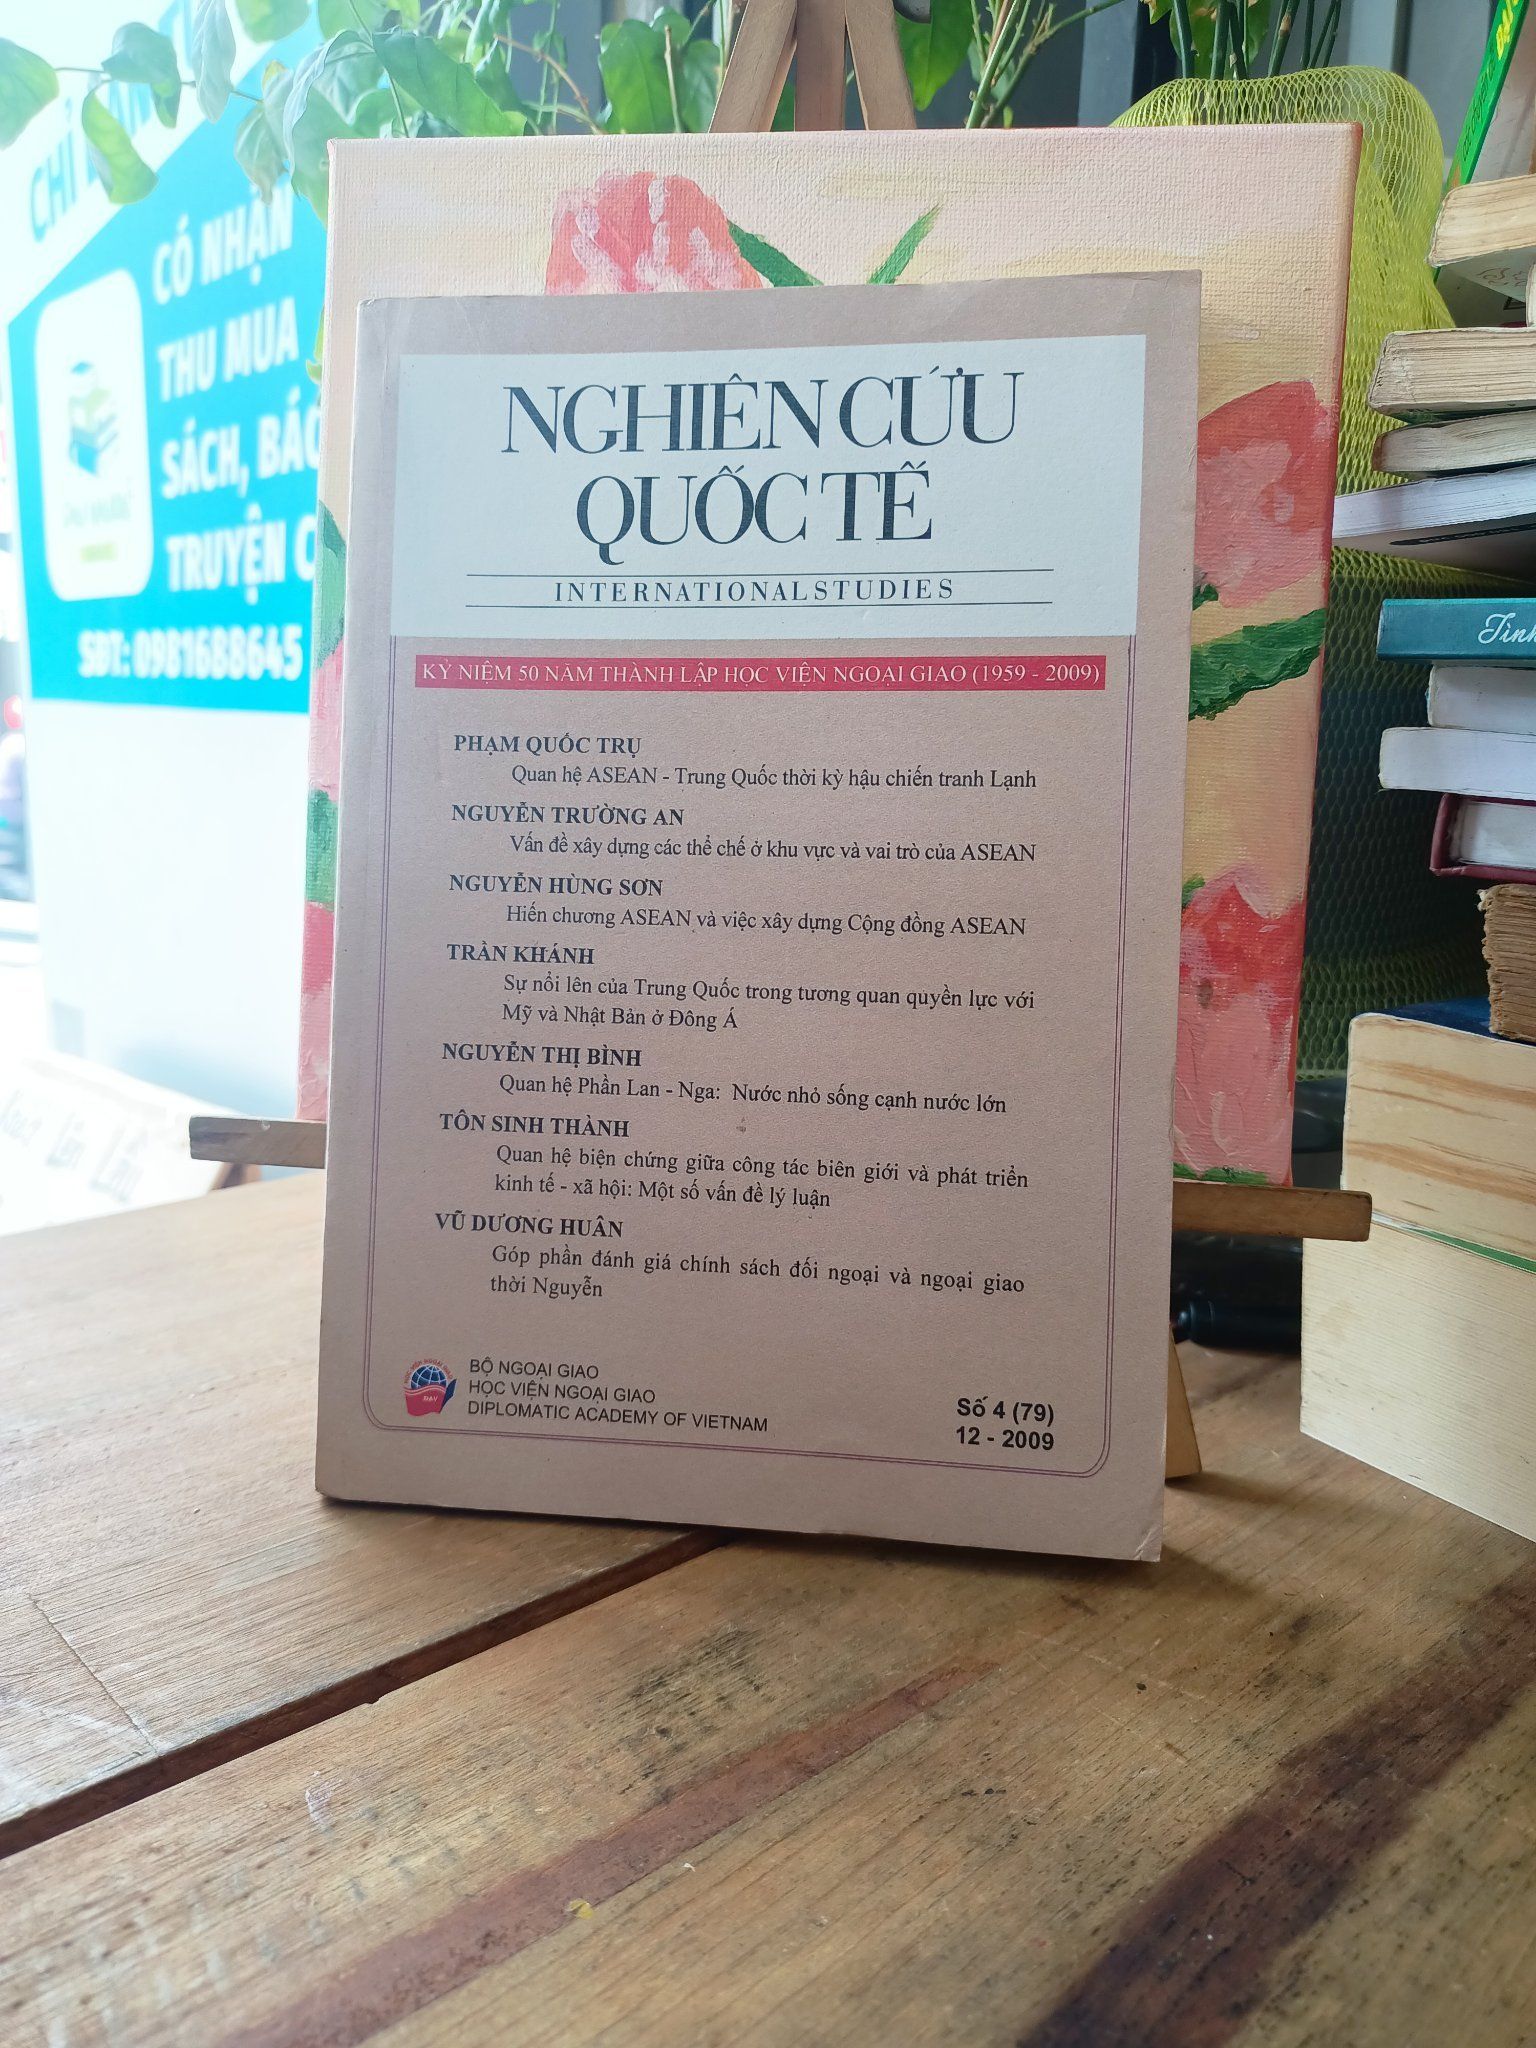 NGHIÊN CỨU
QUỐC TẾ
INTERNATIONAL STUDIES
KỶ NIỆM 50 NĂM THÀNH LẬP HỌC VIỆN NGOẠI GIAO (1959 - 2009)
PHẠM QUỐC TRỤ
Quan hệ ASEAN - Trung Quốc thời kỳ hậu chiến tranh Lạnh
NGUYỄN TRƯỜNG AN
Vấn đề xây dựng các thể chế ở khu vực và vai trò của ASEAN
NGUYỄN HÙNG SƠN
Hiến chương ASEAN và việc xây dựng Cộng đồng ASEAN
TRẦN KHÁNH
Sự nổi lên của Trung Quốc trong tương quan quyền lực với
Mỹ và Nhật Bản ở Đông Á
NGUYỄN THỊ BÌNH
Quan hệ Phần Lan - Nga: Nước nhỏ sống cạnh nước lớn
TÔN SINH THÀNH
Quan hệ biện chứng giữa công tác biên giới và phát triển
kinh tế - xã hội: Một số vấn đề lý luận
VŨ DƯƠNG HUÂN
Góp phần đánh giá chính sách đối ngoại và ngoại giao
thời Nguyễn
BỘ NGOẠI GIAO
HỌC VIỆN NGOẠI GIAO
DIPLOMATIC ACADEMY OF VIETNAM
Số 4 (79)
12 - 2009
CÓ NHẬN
THU MUA
SÁCH, BÁO
TRUYỆN C
SĐT: 0981688645